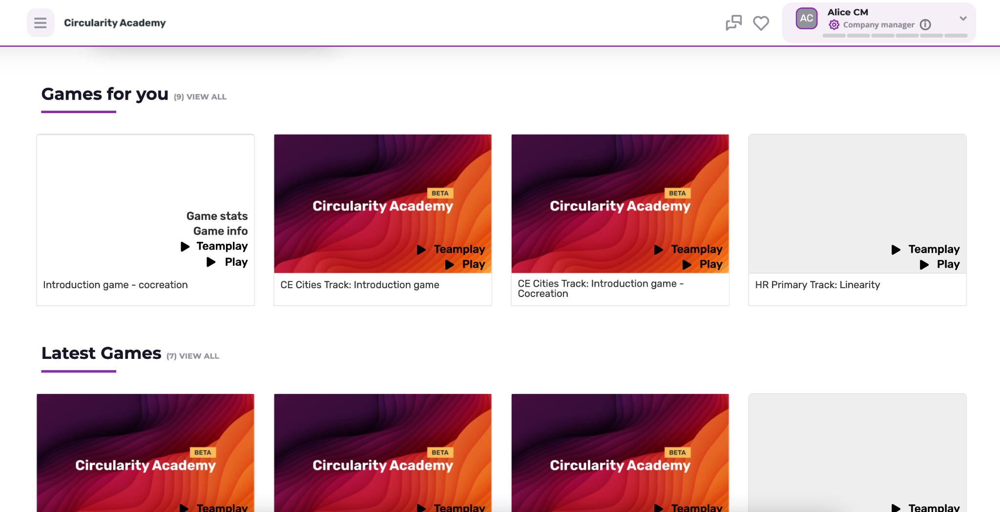 Circularity Academy
AC
Alice CM
Company manager
Games for you (9) VIEW ALL
Game stats
Game info
Teamplay
Play
Introduction game - cocreation
BETA
Circularity Academy
Teamplay
Play
CE Cities Track: Introduction game
BETA
Circularity Academy
Teamplay
Play
CE Cities Track: Introduction game -
Cocreation
Teamplay
Play
HR Primary Track: Linearity
Latest Games (7) VIEW ALL
BETA
Circularity Academy
Teamplay
BETA
Circularity Academy
Teamplay
BETA
Circularity Academy
Teamplay
Teamplay